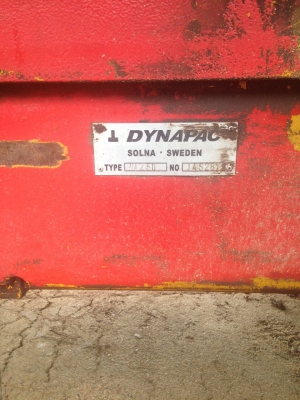 DYNAPAC
SOLNA · SWEDEN
TYPE NO